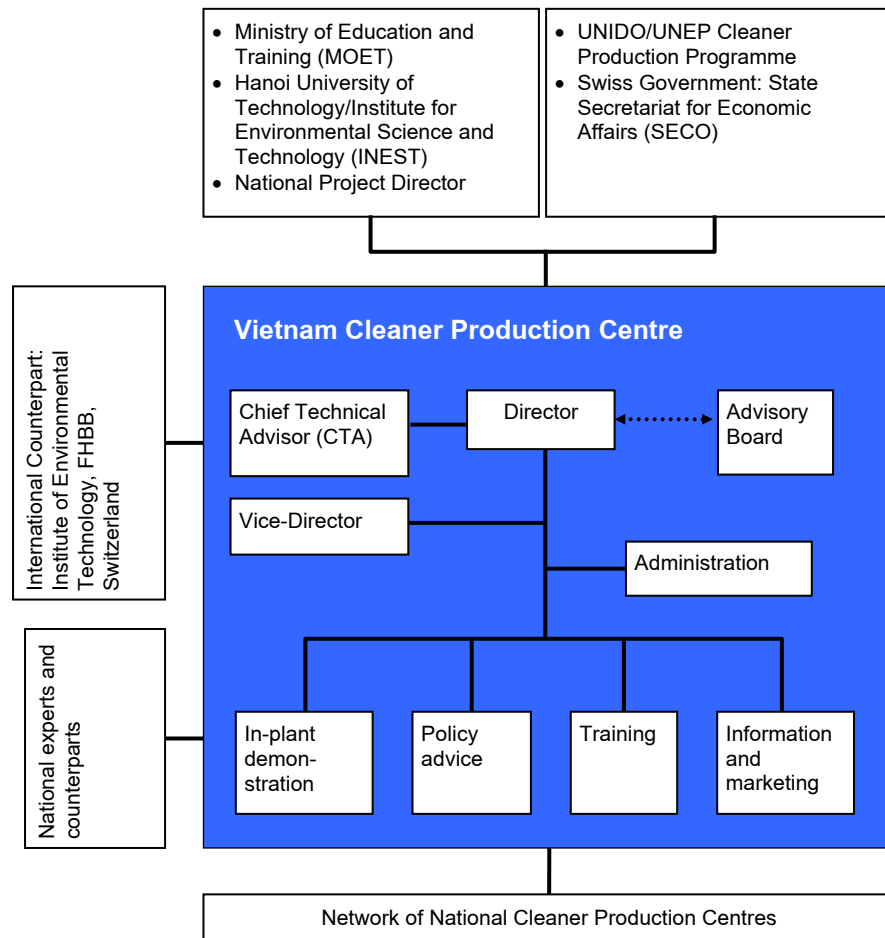 • Ministry of Education and
Training (MOET)
• Hanoi University of
Technology/Institute for
Environmental Science and
Technology (INEST)
• National Project Director
• UNIDO/UNEP Cleaner
Production Programme
• Swiss Government: State
Secretariat for Economic
Affairs (SECO)
International Counterpart:
Institute of Environmental
Technology, FHBB,
Switzerland
Vietnam Cleaner Production Centre
Chief Technical
Advisor (CTA)
Director
Advisory
Board
Vice-Director
Administration
National experts and
counterparts
In-plant
demon-
stration
Policy
advice
Training
Information
and
marketing
Network of National Cleaner Production Centres